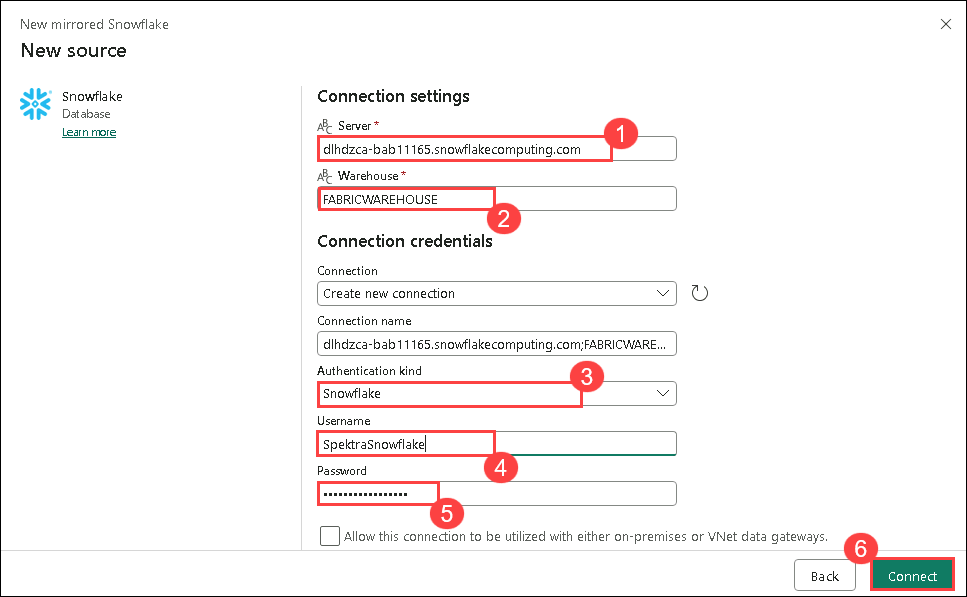 New mirrored Snowflake
New source
Snowflake
Database
Learn more
Connection settings
ABC Server *
1
dlhdzca-bab11165.snowflakecomputing.com
ABC Warehouse *
FABRICWAREHOUSE
2
Connection credentials
Connection
Create new connection
Connection name
dlhdzca-bab11165.snowflakecomputing.com;FABRICWARE...
Authentication kind
3
Snowflake
Username
SpektraSnowflake
4
Password
•••••••••••••••••
5
Allow this connection to be utilized with either on-premises or VNet data gateways.
6
Back
Connect